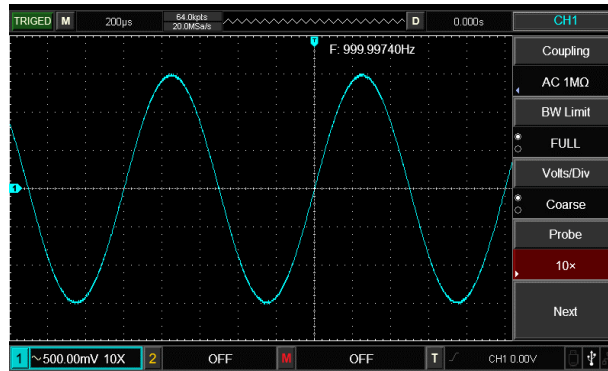 TRIGED M 200μs 64.0kpts D 0.000s CH1
20.0MSa/s
T
F: 999.99740Hz
Coupling
AC 1MΩ
BW Limit
FULL
Volts/Div
1
Coarse
Probe
10×
Next
1 ~500.00mV 10X 2 OFF M OFF T CH1 0.00V